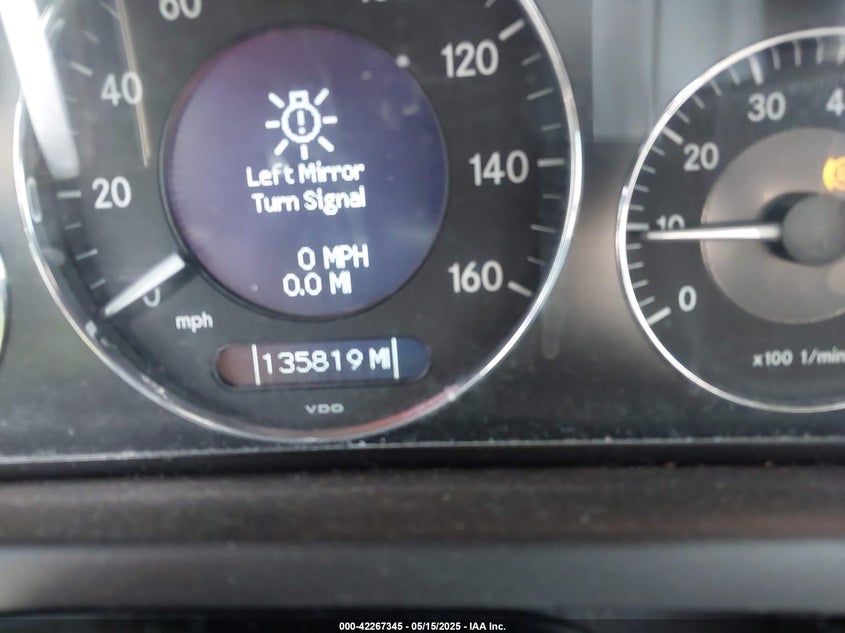 60
40
20
0
mph
120
140
160
Left Mirror
Turn Signal
0 MPH
0.0 MI
135819 MI
VDO
30
20
10
0
x100 1/min
000-42267345 - 05/15/2025 - IAA Inc.